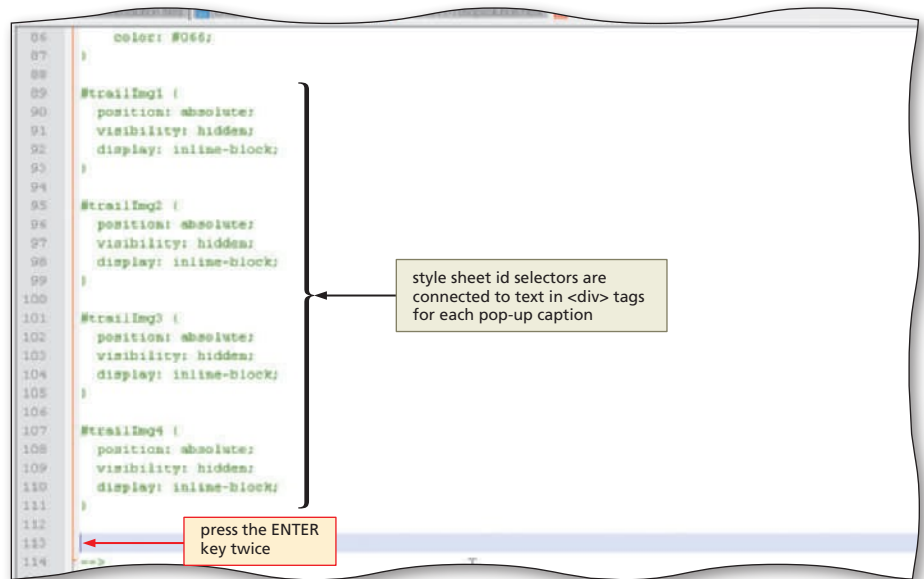 86 color: #066;
87 }
88
89 #trailImg1 {
90 position: absolute;
91 visibility: hidden;
92 display: inline-block;
93 }
94
95 #trailImg2 {
96 position: absolute;
97 visibility: hidden;
98 display: inline-block;
99 }
100
101 #trailImg3 {
102 position: absolute;
103 visibility: hidden;
104 display: inline-block;
105 }
106
107 #trailImg4 {
108 position: absolute;
109 visibility: hidden;
110 display: inline-block;
111 }
112
113
114 -->
style sheet id selectors are
connected to text in <div> tags
for each pop-up caption
press the ENTER
key twice